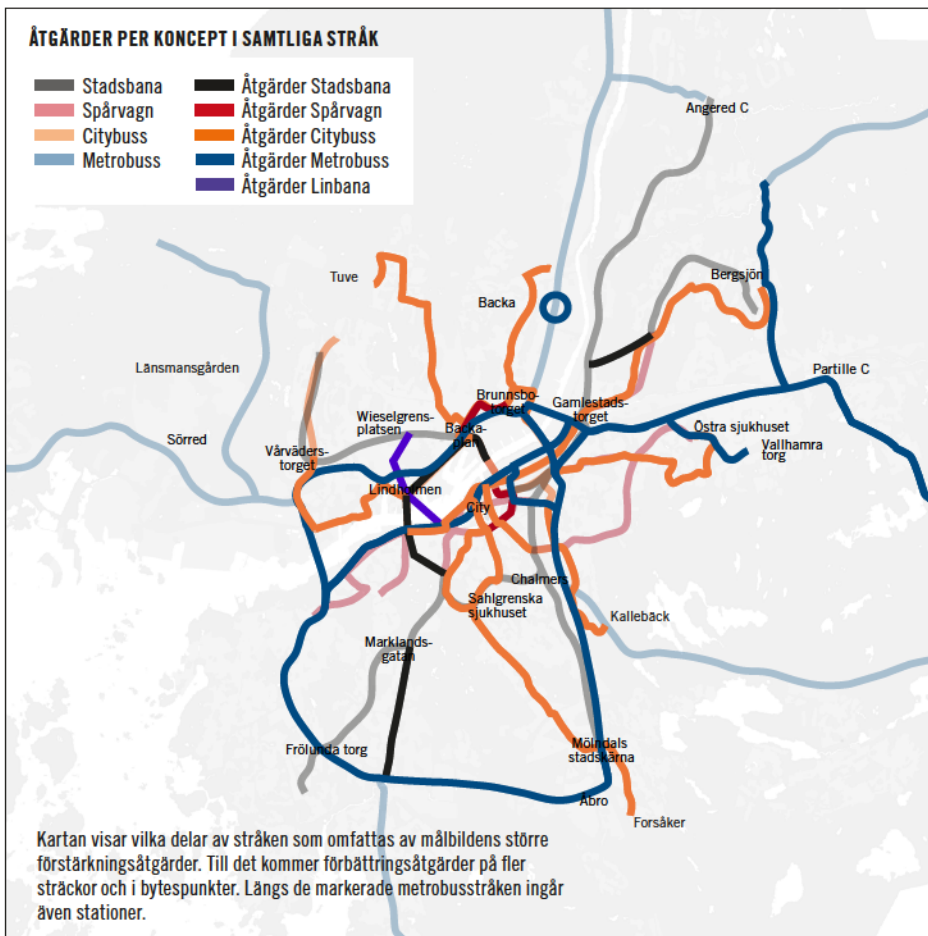 ÅTGÄRDER PER KONCEPT I SAMTLIGA STRÅK
Stadsbana
Spårvagn
Citybuss
Metrobuss
Åtgärder Stadsbana
Åtgärder Spårvagn
Åtgärder Citybuss
Åtgärder Metrobuss
Åtgärder Linbana
Angered C
Tuve
Backa
Bergsjön
Länsmansgården
Partille C
Brunnsbo-
torget
Gamlestads-
torget
Wieselgrens-
platsen
Backa-
plan
Östra sjukhuset
Sörred
Vallhamra
torg
Vårväders-
torget
Lindholmen
City
Chalmers
Sahlgrenska
sjukhuset
Kallebäck
Marklands-
gatan
Frölunda torg
Mölndals
stadskärna
Åbro
Forsåker
Kartan visar vilka delar av stråken som omfattas av målbildens större
förstärkningsåtgärder. Till det kommer förbättringsåtgärder på fler
sträckor och i bytespunkter. Längs de markerade metrobusstråken ingår
även stationer.